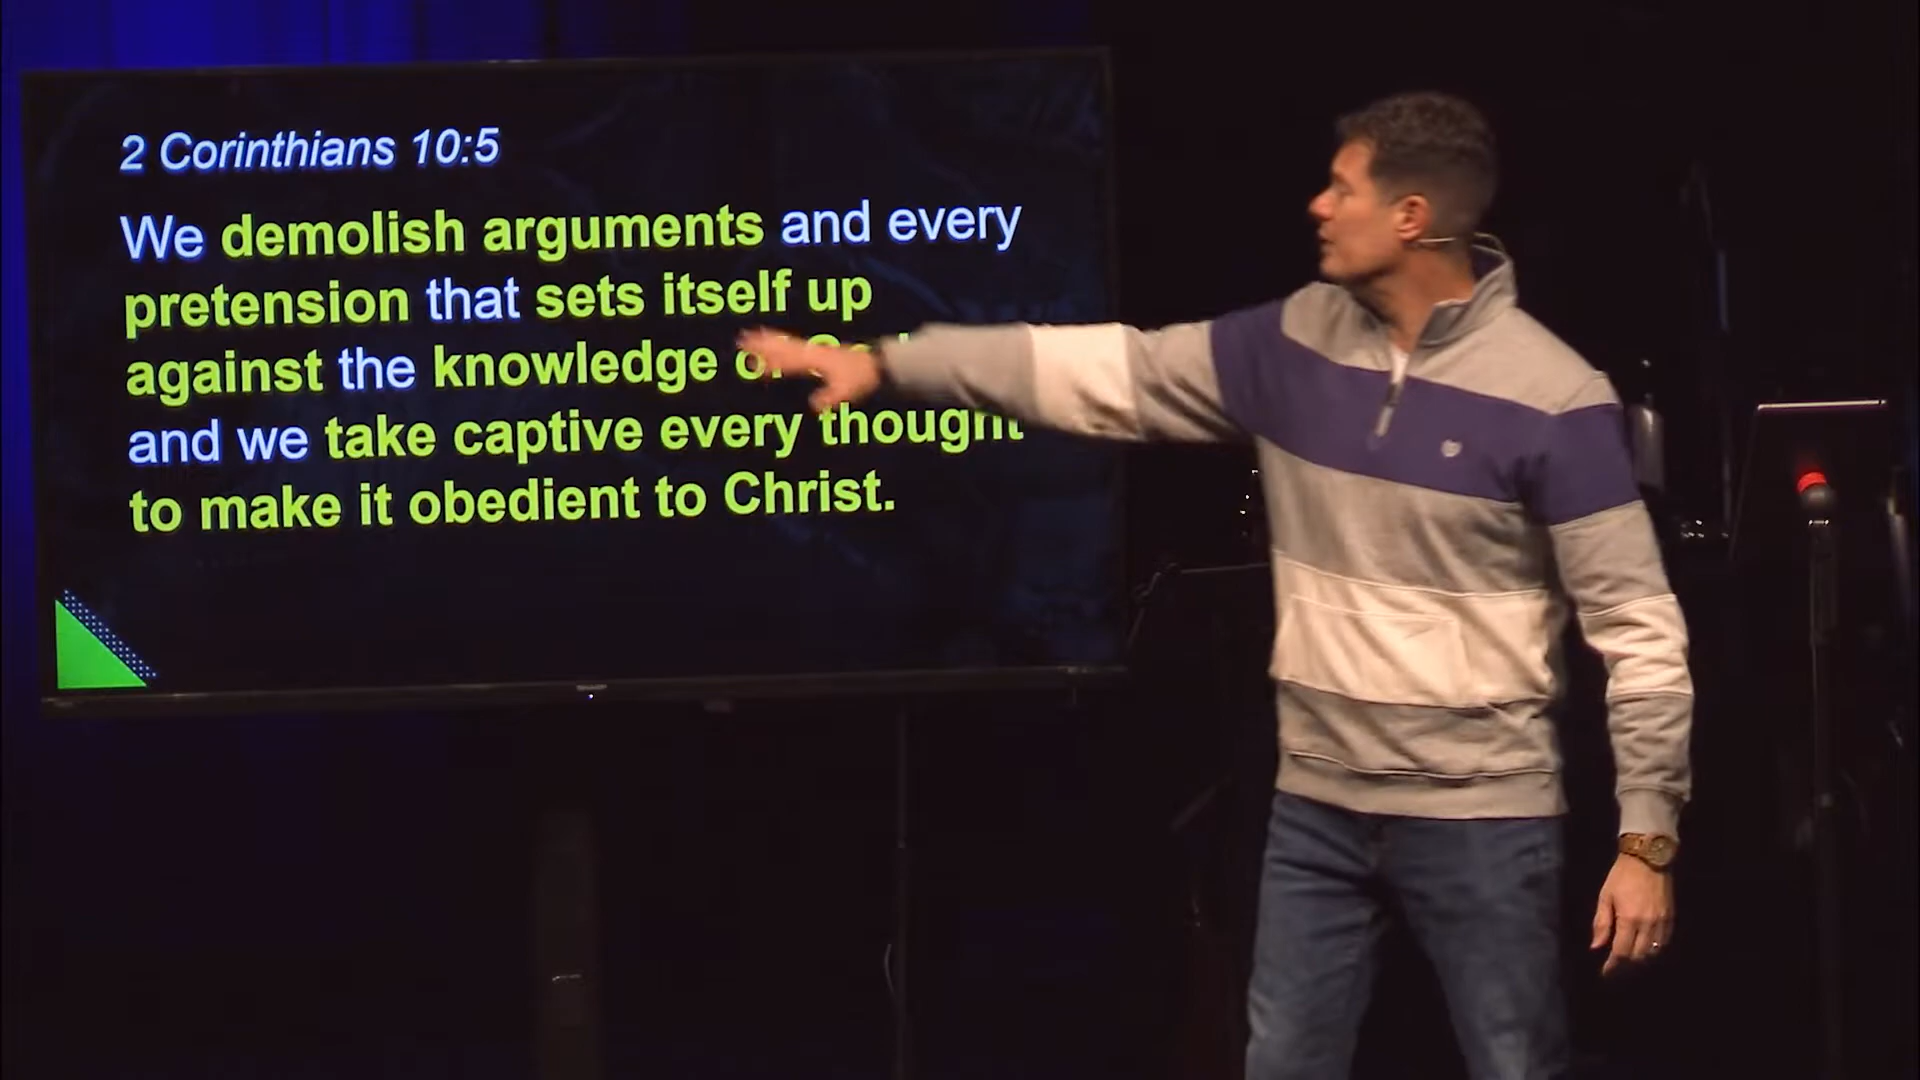 2 Corinthians 10:5
We demolish arguments and every
pretension that sets itself up
against the knowledge of
and we take captive every thought
to make it obedient to Christ.